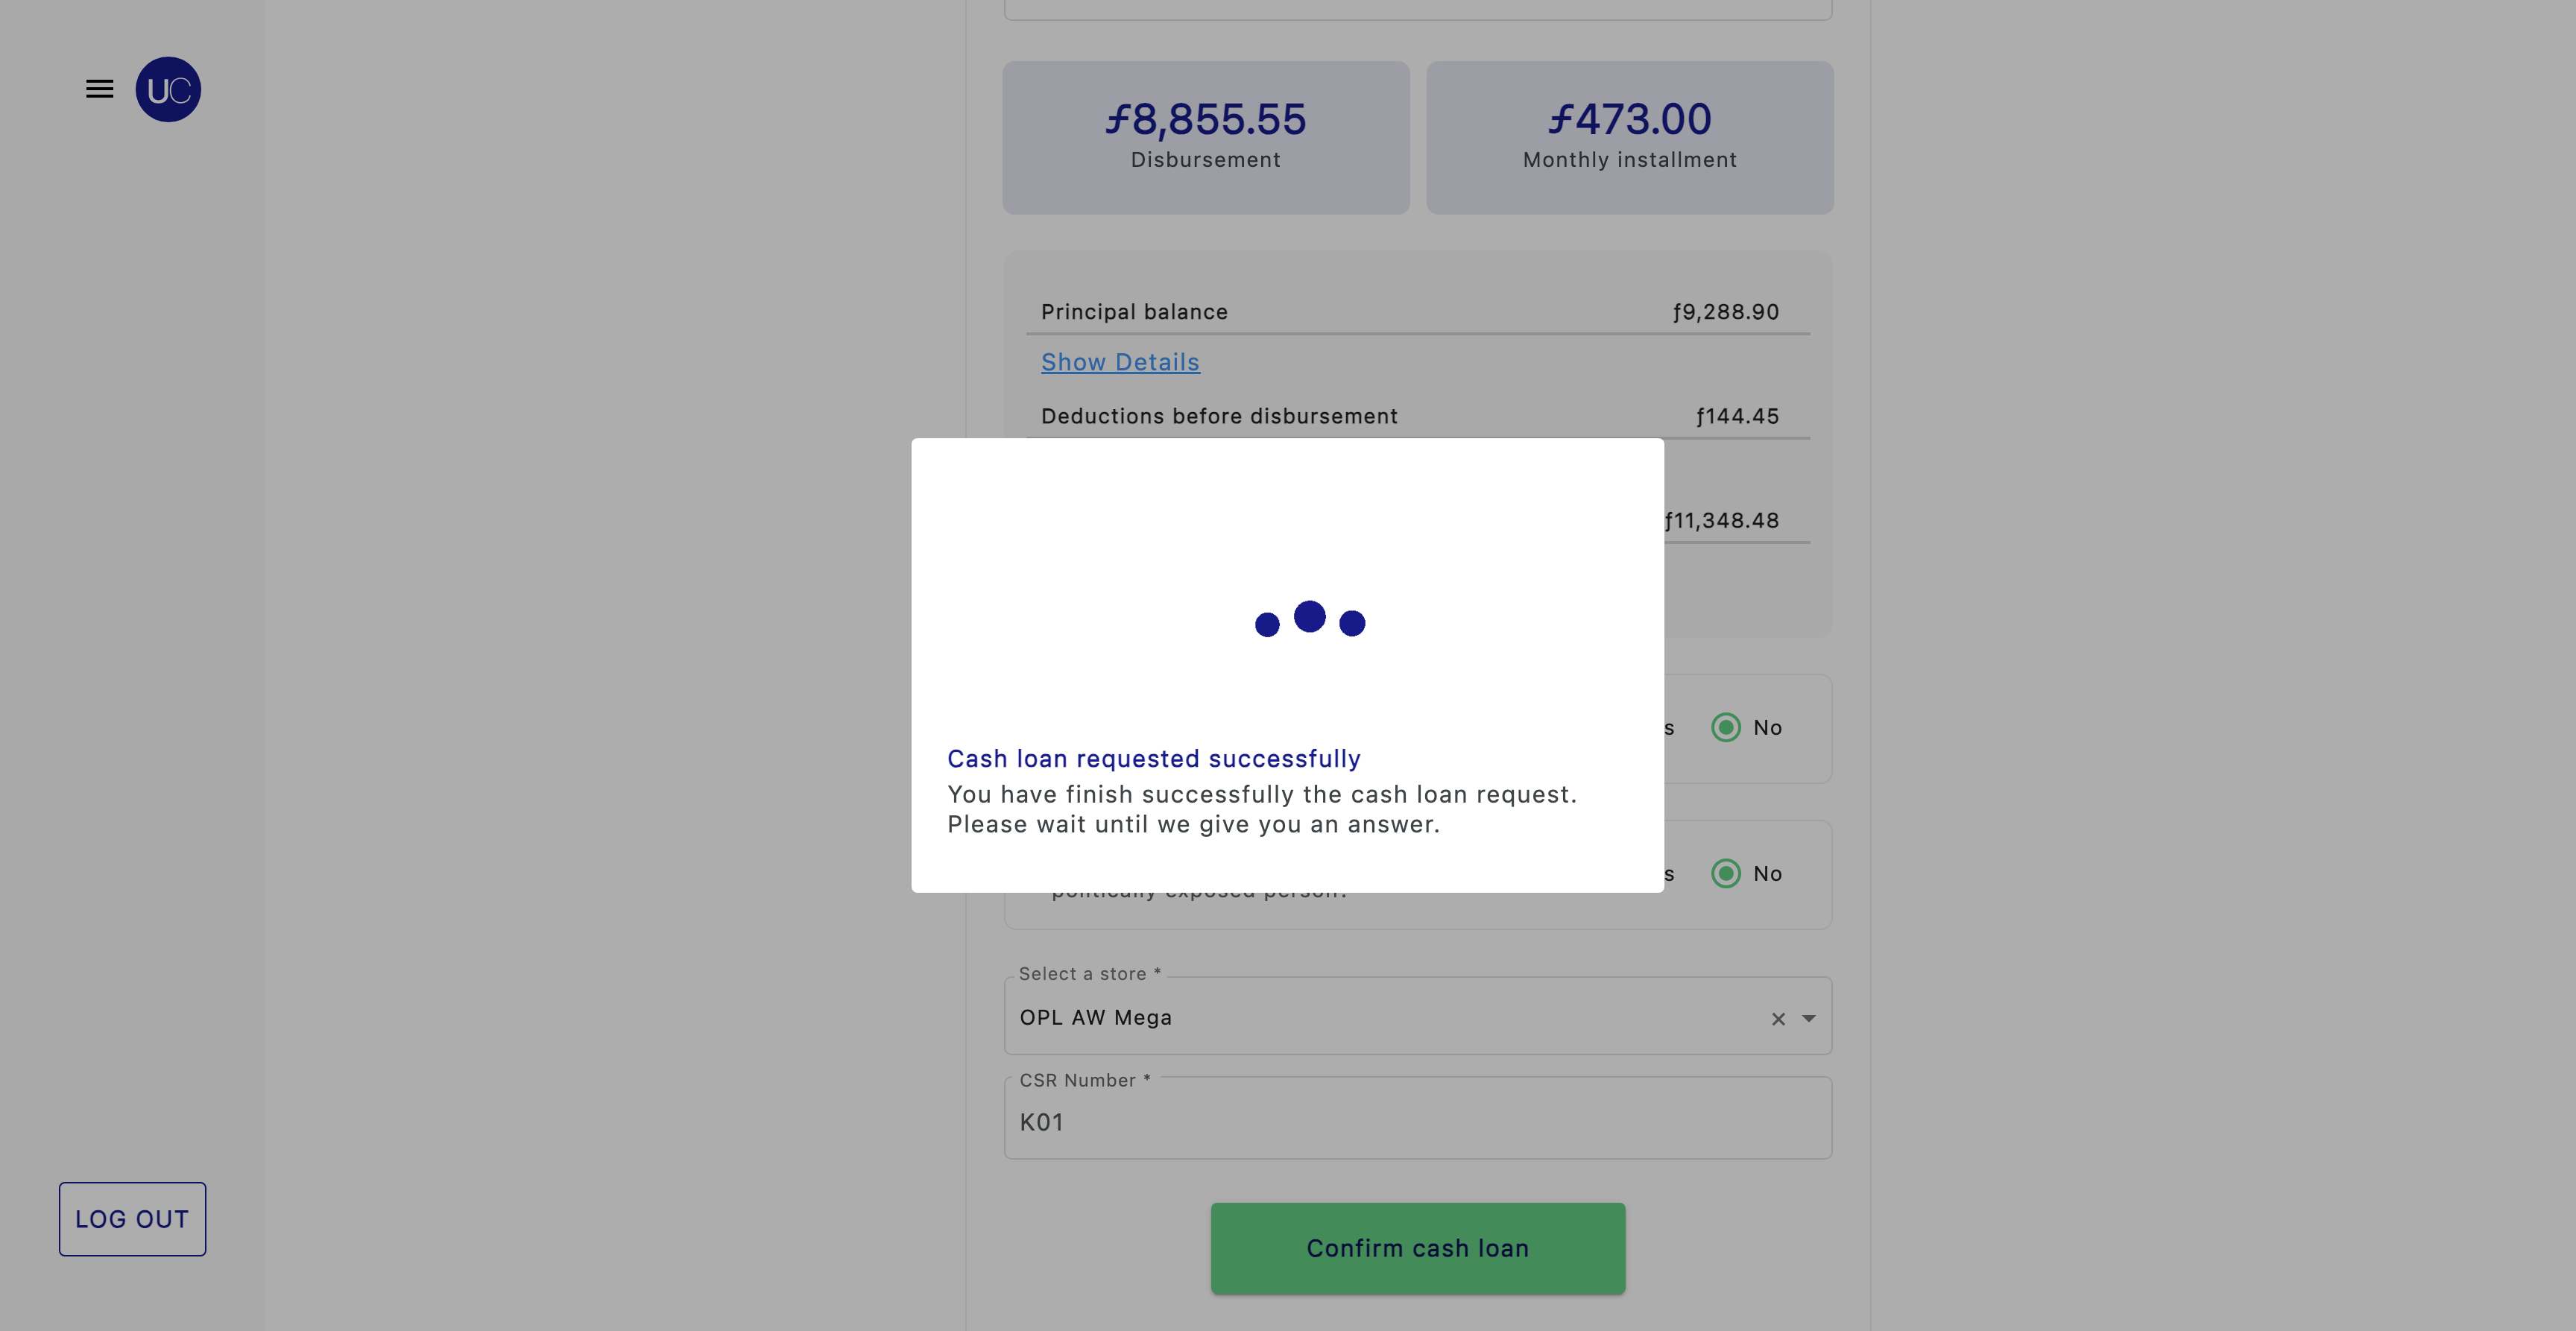 UC
ƒ8,855.55
Disbursement
ƒ473.00
Monthly installment
Principal balance ƒ9,288.90
Show Details
Deductions before disbursement ƒ144.45
ƒ11,348.48
Cash loan requested successfully
You have finish successfully the cash loan request.
Please wait until we give you an answer.
No
No
politically exposed person?
Select a store *
OPL AW Mega
CSR Number *
K01
LOG OUT
Confirm cash loan